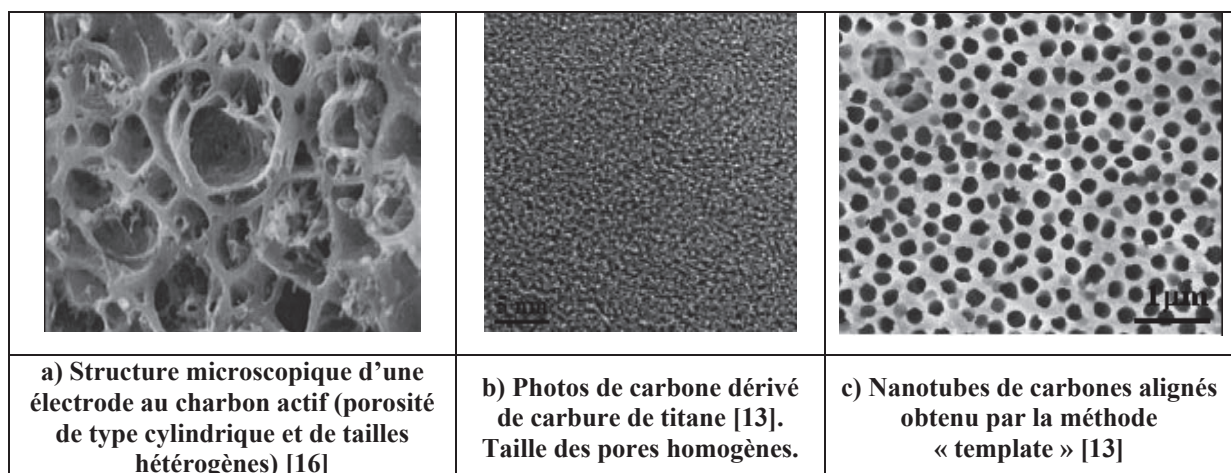 5 nm
1µm
a) Structure microscopique d’une
électrode au charbon actif (porosité
de type cylindrique et de tailles
hétérogènes) [16]
b) Photos de carbone dérivé
de carbure de titane [13].
Taille des pores homogènes.
c) Nanotubes de carbones alignés
obtenu par la méthode
« template » [13]